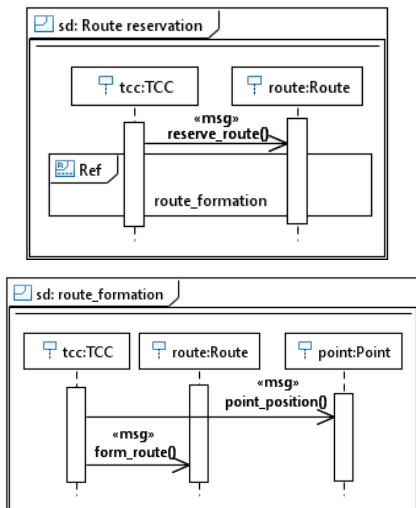 sd: Route reservation
tcc:TCC
route:Route
«msg»
reserve_route()
Ref
route_formation
sd: route_formation
tcc:TCC
route:Route
point:Point
«msg»
point_position()
«msg»
form_route()